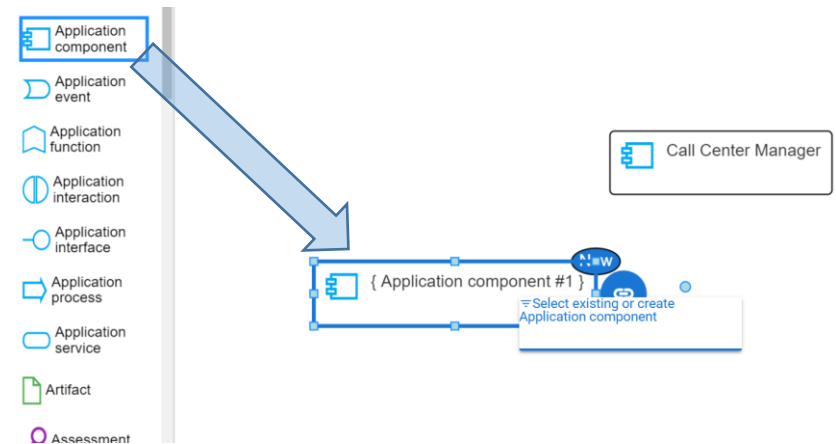 Application
component
Application
event
Application
function
Application
interaction
Application
interface
Application
process
Application
service
Artifact
Assessment
Call Center Manager
New
{ Application component #1 }
Select existing or create
Application component